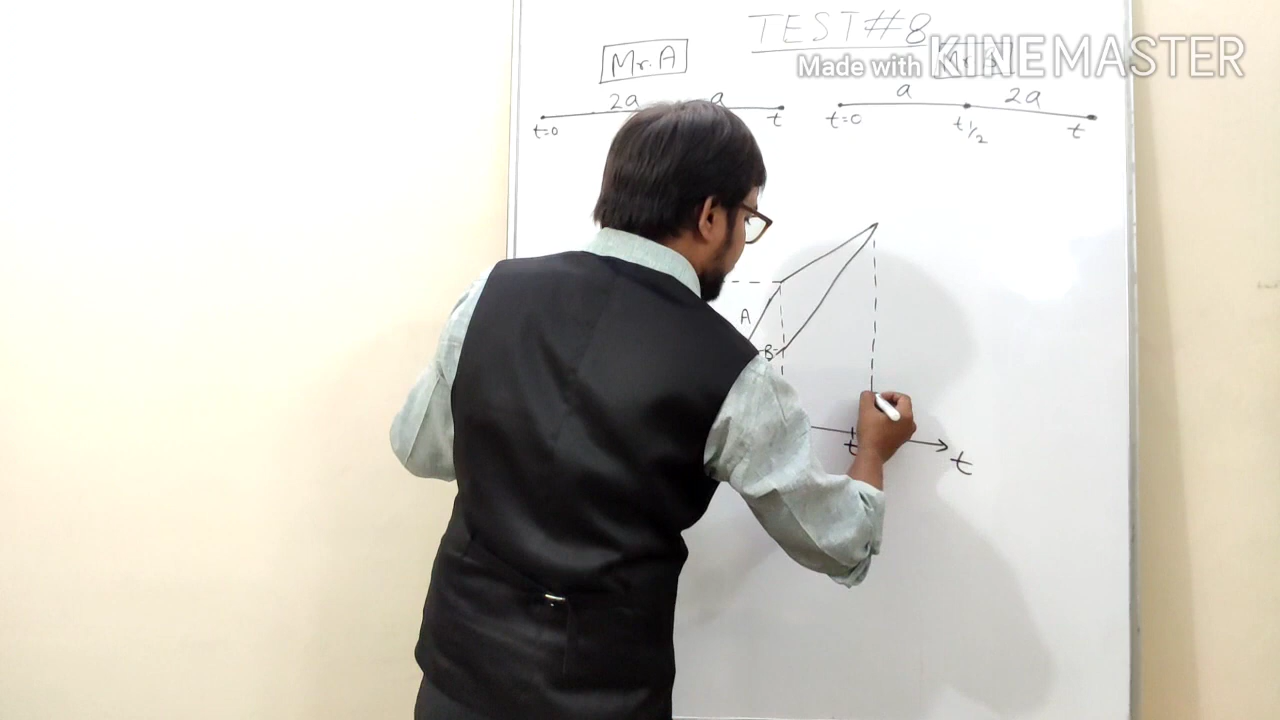 TEST#8
Made with KINEMASTER
Mr. A
2a a
t=0 t
a 2a
t=0 t1/2 t
A
B
t
t